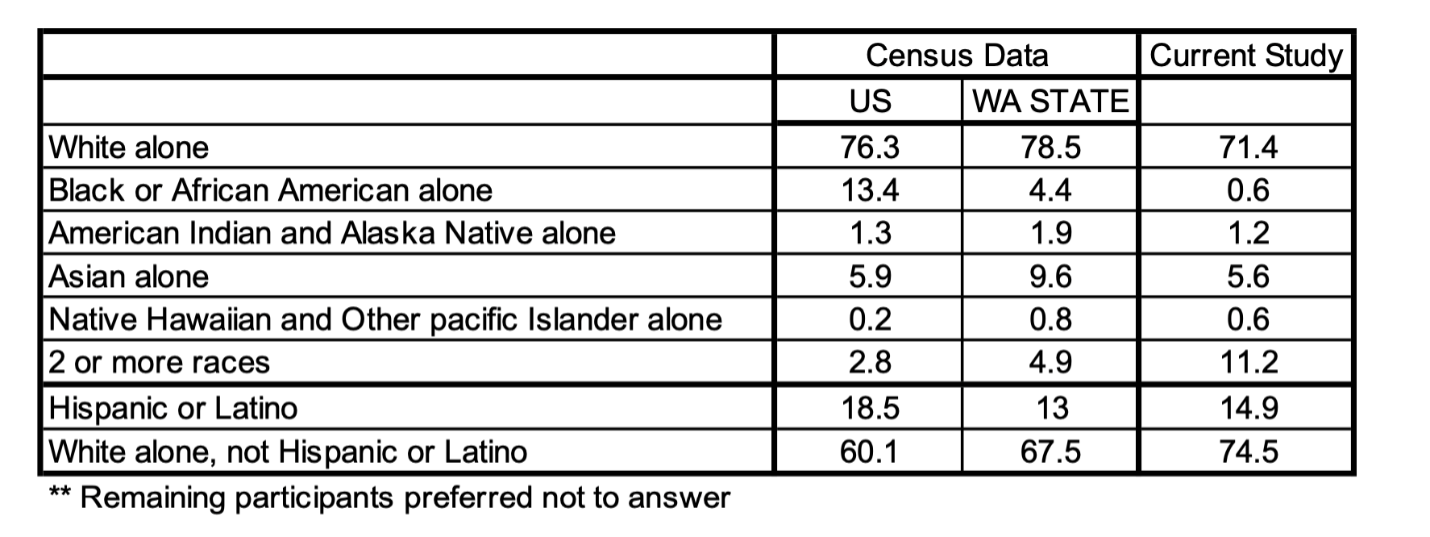 Census Data Current Study
US WA STATE
White alone 76.3 78.5 71.4
Black or African American alone 13.4 4.4 0.6
American Indian and Alaska Native alone 1.3 1.9 1.2
Asian alone 5.9 9.6 5.6
Native Hawaiian and Other pacific Islander alone 0.2 0.8 0.6
2 or more races 2.8 4.9 11.2
Hispanic or Latino 18.5 13 14.9
White alone, not Hispanic or Latino 60.1 67.5 74.5
** Remaining participants preferred not to answer